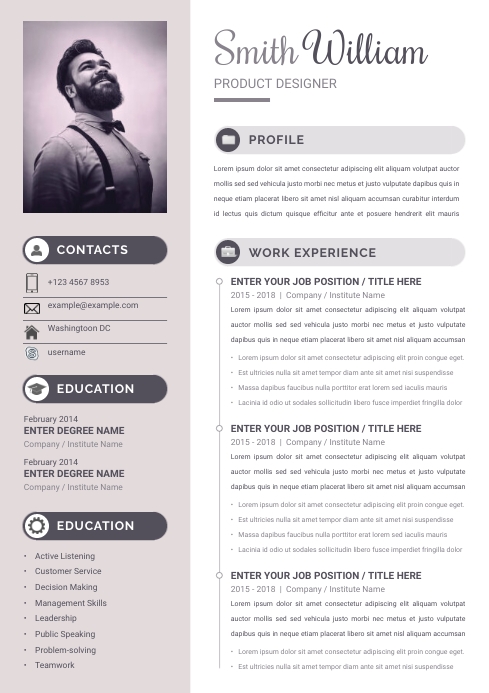 Smith William
PRODUCT DESIGNER
CONTACTS
+123 4567 8953
example@example.com
Washingtoon DC
username
EDUCATION
February 2014
ENTER DEGREE NAME
Company / Institute Name
February 2014
ENTER DEGREE NAME
Company / Institute Name
EDUCATION
• Active Listening
• Customer Service
• Decision Making
• Management Skills
• Leadership
• Public Speaking
• Problem-solving
• Teamwork
PROFILE
Lorem ipsum dolor sit amet consectetur adipiscing elit aliquam volutpat auctor
mollis sed sed vehicula justo morbi nec metus et justo vulputate dapibus quis in
neque varius in enim placerat libero sit amet aliquam accumsan curabitur interdum
id lectus quis dictum quisque efficitur ante et posuere hendrerit elit mauris
WORK EXPERIENCE
ENTER YOUR JOB POSITION / TITLE HERE
2015 - 2018 | Company / Institute Name
Lorem ipsum dolor sit amet consectetur adipiscing elit aliquam volutpat
auctor mollis sed sed vehicula justo morbi nec metus et justo vulputate
dapibus quis in neque varius in enim placerat libero sit amet aliquam accumsan
• Lorem ipsum dolor sit amet consectetur adipiscing elit proin congue eget.
• Est ultricies nulla sit amet tempor diam ante sit amet nisi suspendisse
• Massa dapibus faucibus nulla porttitor erat lorem sed iaculis mauris
• Lacinia id odio ut sodales sollicitudin libero fusce imperdiet fringilla dolor
ENTER YOUR JOB POSITION / TITLE HERE
2015 - 2018 | Company / Institute Name
Lorem ipsum dolor sit amet consectetur adipiscing elit aliquam volutpat
auctor mollis sed sed vehicula justo morbi nec metus et justo vulputate
dapibus quis in neque varius in enim placerat libero sit amet aliquam accumsan
• Lorem ipsum dolor sit amet consectetur adipiscing elit proin congue eget.
• Est ultricies nulla sit amet tempor diam ante sit amet nisi suspendisse
• Massa dapibus faucibus nulla porttitor erat lorem sed iaculis mauris
• Lacinia id odio ut sodales sollicitudin libero fusce imperdiet fringilla dolor
ENTER YOUR JOB POSITION / TITLE HERE
2015 - 2018 | Company / Institute Name
Lorem ipsum dolor sit amet consectetur adipiscing elit aliquam volutpat
auctor mollis sed sed vehicula justo morbi nec metus et justo vulputate
dapibus quis in neque varius in enim placerat libero sit amet aliquam accumsan
• Lorem ipsum dolor sit amet consectetur adipiscing elit proin congue eget.
• Est ultricies nulla sit amet tempor diam ante sit amet nisi suspendisse